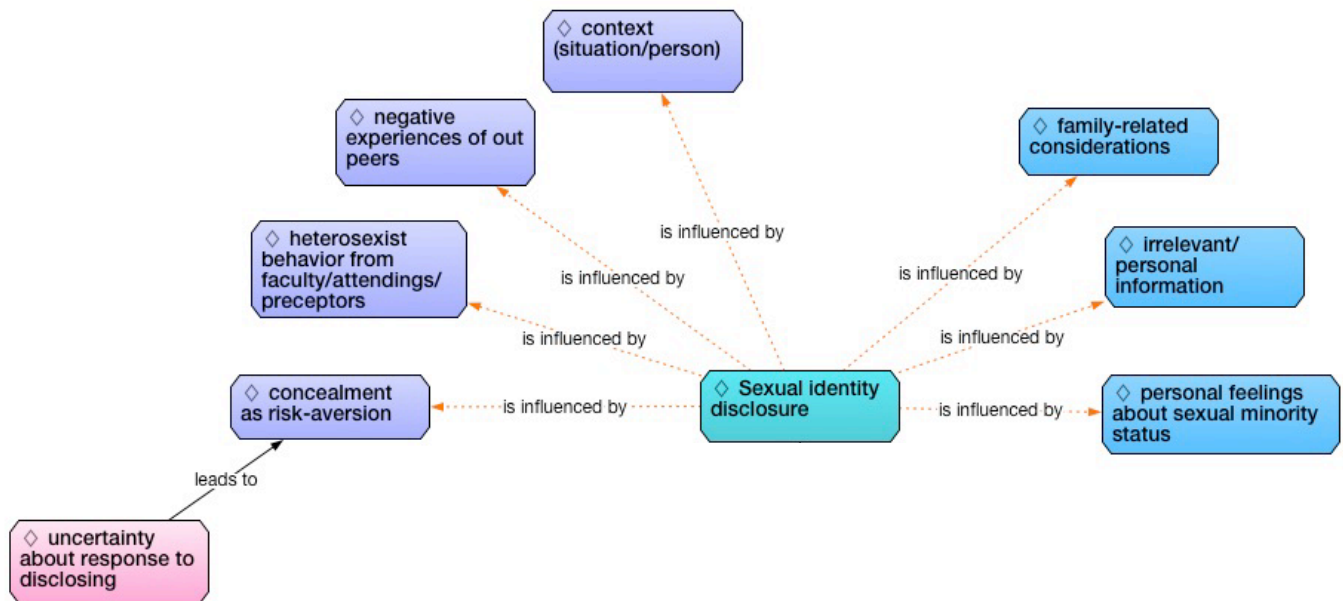 ◇ context
(situation/person)
◇ negative
experiences of out
peers
◇ family-related
considerations
is influenced by
◇ heterosexist
behavior from
faculty/attendings/
preceptors
is influenced by
is influenced by
◇ irrelevant/
personal
information
is influenced by
is influenced by
◇ concealment
as risk-aversion
is influenced by
◇ Sexual identity
disclosure
is influenced by
◇ personal feelings
about sexual minority
status
leads to
◇ uncertainty
about response to
disclosing